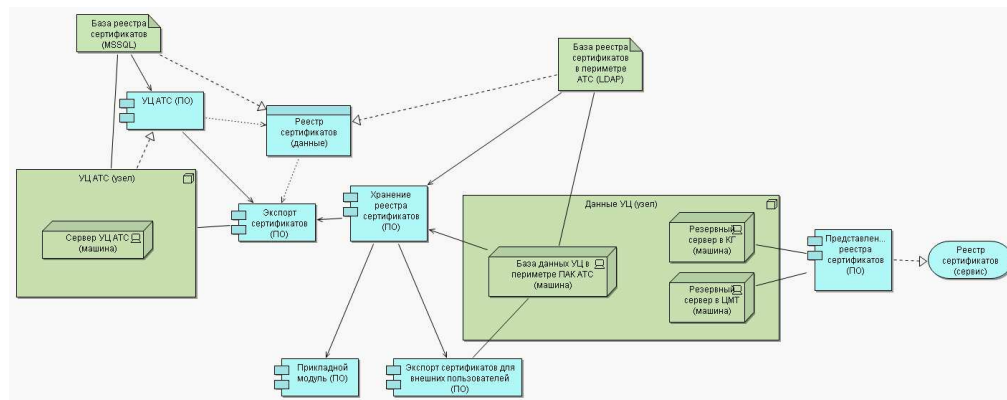 База реестра
сертификатов
(MSSQL)
База реестра
сертификатов
в периметре
АТС (LDAP)
УЦ АТС (ПО)
Реестр
сертификатов
(данные)
УЦ АТС (узел)
Сервер УЦ АТС
(машина)
Экспорт
сертификатов
(ПО)
Хранение
реестра
сертификатов
(ПО)
Данные УЦ (узел)
База данных УЦ в
периметре ПАК АТС
(машина)
Резервный
сервер в КГ
(машина)
Резервный
сервер в ЦМТ
(машина)
Представлен...
реестра
сертификатов
(ПО)
Реестр
сертификатов
(сервис)
Прикладной
модуль (ПО)
Экспорт сертификатов для
внешних пользователей
(ПО)